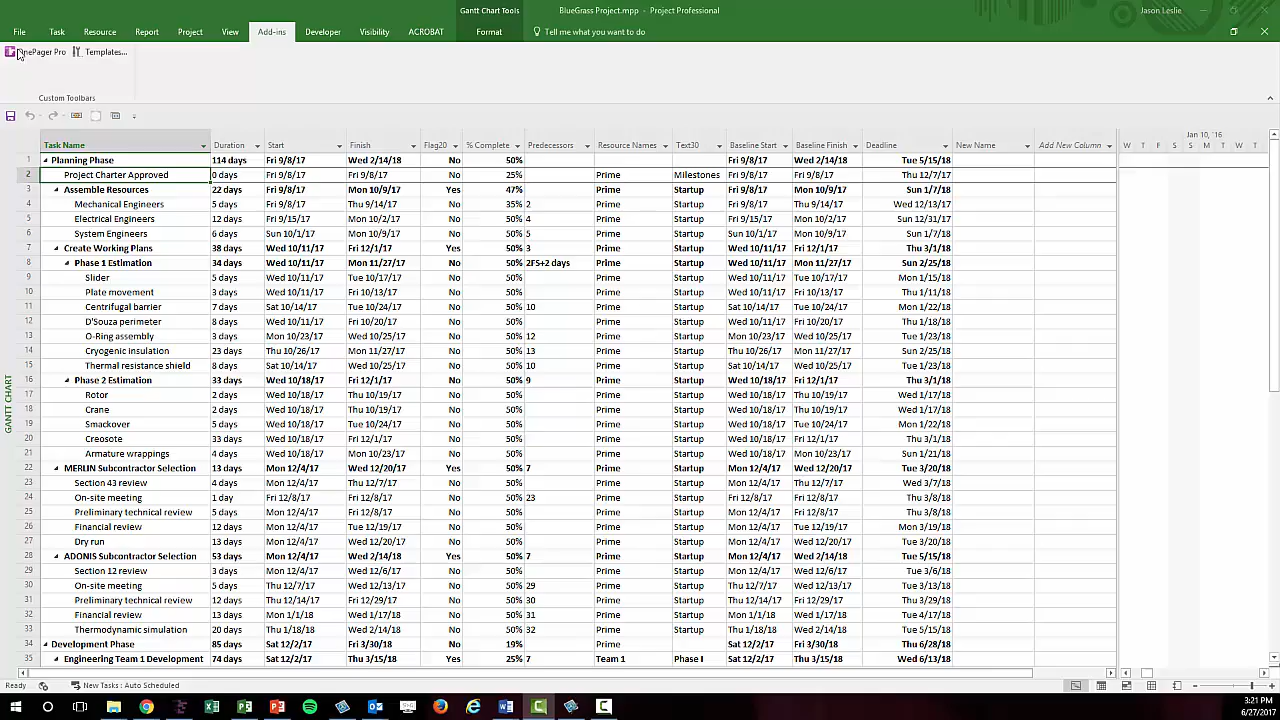 Gantt Chart Tools BlueGrass Project.mpp - Project Professional Jason Leslie
File Task Resource Report Project View Add-ins Developer Visibility ACROBAT Format Tell me what you want to do
OnePager Pro Templates...
Custom Toolbars
Jan 10, '16
Task Name Duration Start Finish Flag20 % Complete Predecessors Resource Names Text30 Baseline Start Baseline Finish Deadline New Name Add New Column W T F S S M T W T
1 Planning Phase 114 days Fri 9/8/17 Wed 2/14/18 No 50% Fri 9/8/17 Wed 2/14/18 Tue 5/15/18
2 Project Charter Approved 0 days Fri 9/8/17 Fri 9/8/17 No 25% Prime Milestones Fri 9/8/17 Fri 9/8/17 Thu 12/7/17
3 Assemble Resources 22 days Fri 9/8/17 Mon 10/9/17 Yes 47% Prime Startup Fri 9/8/17 Mon 10/9/17 Sun 1/7/18
4 Mechanical Engineers 5 days Fri 9/8/17 Thu 9/14/17 No 35% 2 Prime Startup Fri 9/8/17 Thu 9/14/17 Wed 12/13/17
5 Electrical Engineers 12 days Fri 9/15/17 Mon 10/2/17 No 50% 4 Prime Startup Fri 9/15/17 Mon 10/2/17 Sun 12/31/17
6 System Engineers 6 days Sun 10/1/17 Mon 10/9/17 No 50% 5 Prime Startup Sun 10/1/17 Mon 10/9/17 Sun 1/7/18
7 Create Working Plans 38 days Wed 10/11/17 Fri 12/1/17 Yes 50% 3 Prime Startup Wed 10/11/17 Fri 12/1/17 Thu 3/1/18
8 Phase 1 Estimation 34 days Wed 10/11/17 Mon 11/27/17 No 50% 2FS+2 days Prime Startup Wed 10/11/17 Mon 11/27/17 Sun 2/25/18
9 Slider 5 days Wed 10/11/17 Tue 10/17/17 No 50% Prime Startup Wed 10/11/17 Tue 10/17/17 Mon 1/15/18
10 Plate movement 3 days Wed 10/11/17 Fri 10/13/17 No 50% Prime Startup Wed 10/11/17 Fri 10/13/17 Thu 1/11/18
11 Centrifugal barrier 7 days Sat 10/14/17 Tue 10/24/17 No 50% 10 Prime Startup Sat 10/14/17 Tue 10/24/17 Mon 1/22/18
12 D'Souza perimeter 8 days Wed 10/11/17 Fri 10/20/17 No 50% Prime Startup Wed 10/11/17 Fri 10/20/17 Thu 1/18/18
13 O-Ring assembly 3 days Mon 10/23/17 Wed 10/25/17 No 50% 12 Prime Startup Mon 10/23/17 Wed 10/25/17 Tue 1/23/18
14 Cryogenic insulation 23 days Thu 10/26/17 Mon 11/27/17 No 50% 13 Prime Startup Thu 10/26/17 Mon 11/27/17 Sun 2/25/18
15 Thermal resistance shield 8 days Sat 10/14/17 Wed 10/25/17 No 50% 10 Prime Startup Sat 10/14/17 Wed 10/25/17 Tue 1/23/18
16 Phase 2 Estimation 33 days Wed 10/18/17 Fri 12/1/17 No 50% 9 Prime Startup Wed 10/18/17 Fri 12/1/17 Thu 3/1/18
17 Rotor 2 days Wed 10/18/17 Thu 10/19/17 No 50% Prime Startup Wed 10/18/17 Thu 10/19/17 Wed 1/17/18
18 Crane 2 days Wed 10/18/17 Thu 10/19/17 No 50% Prime Startup Wed 10/18/17 Thu 10/19/17 Wed 1/17/18
19 Smackover 5 days Wed 10/18/17 Tue 10/24/17 No 50% Prime Startup Wed 10/18/17 Tue 10/24/17 Mon 1/22/18
20 Creosote 33 days Wed 10/18/17 Fri 12/1/17 No 50% Prime Startup Wed 10/18/17 Fri 12/1/17 Thu 3/1/18
21 Armature wrappings 4 days Wed 10/18/17 Mon 10/23/17 No 50% Prime Startup Wed 10/18/17 Mon 10/23/17 Sun 1/21/18
22 MERLIN Subcontractor Selection 13 days Mon 12/4/17 Wed 12/20/17 Yes 50% 7 Prime Startup Mon 12/4/17 Wed 12/20/17 Tue 3/20/18
23 Section 43 review 4 days Mon 12/4/17 Thu 12/7/17 No 50% Prime Startup Mon 12/4/17 Thu 12/7/17 Wed 3/7/18
24 On-site meeting 1 day Fri 12/8/17 Fri 12/8/17 No 50% 23 Prime Startup Fri 12/8/17 Fri 12/8/17 Thu 3/8/18
25 Preliminary technical review 5 days Mon 12/4/17 Fri 12/8/17 No 50% Prime Startup Mon 12/4/17 Fri 12/8/17 Thu 3/8/18
26 Financial review 12 days Mon 12/4/17 Tue 12/19/17 No 50% Prime Startup Mon 12/4/17 Tue 12/19/17 Mon 3/19/18
27 Dry run 13 days Mon 12/4/17 Wed 12/20/17 No 50% Prime Startup Mon 12/4/17 Wed 12/20/17 Tue 3/20/18
28 ADONIS Subcontractor Selection 53 days Mon 12/4/17 Wed 2/14/18 Yes 50% 7 Prime Startup Mon 12/4/17 Wed 2/14/18 Tue 5/15/18
29 Section 12 review 3 days Mon 12/4/17 Wed 12/6/17 No 50% Prime Startup Mon 12/4/17 Wed 12/6/17 Tue 3/6/18
30 On-site meeting 5 days Thu 12/7/17 Wed 12/13/17 No 50% 29 Prime Startup Thu 12/7/17 Wed 12/13/17 Tue 3/13/18
31 Preliminary technical review 12 days Thu 12/14/17 Fri 12/29/17 No 50% 30 Prime Startup Thu 12/14/17 Fri 12/29/17 Thu 3/29/18
32 Financial review 13 days Mon 1/1/18 Wed 1/17/18 No 50% 31 Prime Startup Mon 1/1/18 Wed 1/17/18 Tue 4/17/18
33 Thermodynamic simulation 20 days Thu 1/18/18 Wed 2/14/18 No 50% 32 Prime Startup Thu 1/18/18 Wed 2/14/18 Tue 5/15/18
34 Development Phase 85 days Sat 12/2/17 Fri 3/30/18 No 19% Sat 12/2/17 Fri 3/30/18 Thu 6/28/18
35 Engineering Team 1 Development 74 days Sat 12/2/17 Thu 3/15/18 Yes 25% 7 Team 1 Phase I Sat 12/2/17 Thu 3/15/18 Wed 6/13/18
GANTT CHART
Ready New Tasks : Auto Scheduled
3:21 PM
6/27/2017